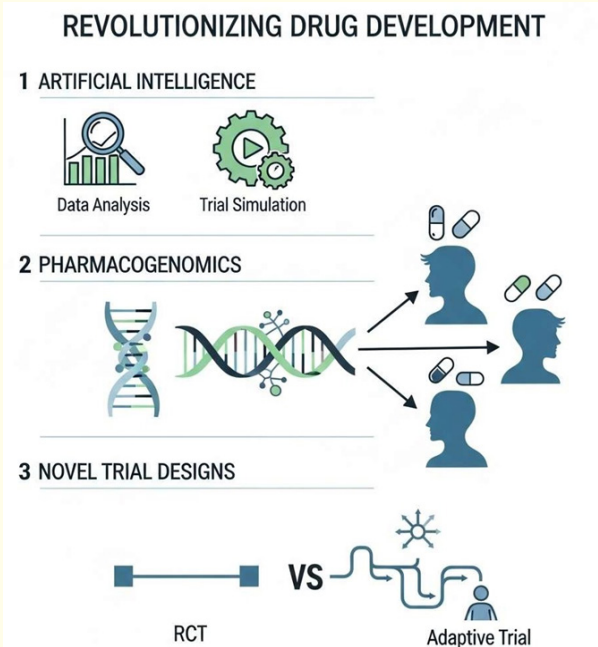 REVOLUTIONIZING DRUG DEVELOPMENT
1 ARTIFICIAL INTELLIGENCE
Data Analysis
Trial Simulation
2 PHARMACOGENOMICS
3 NOVEL TRIAL DESIGNS
VS
RCT
Adaptive Trial